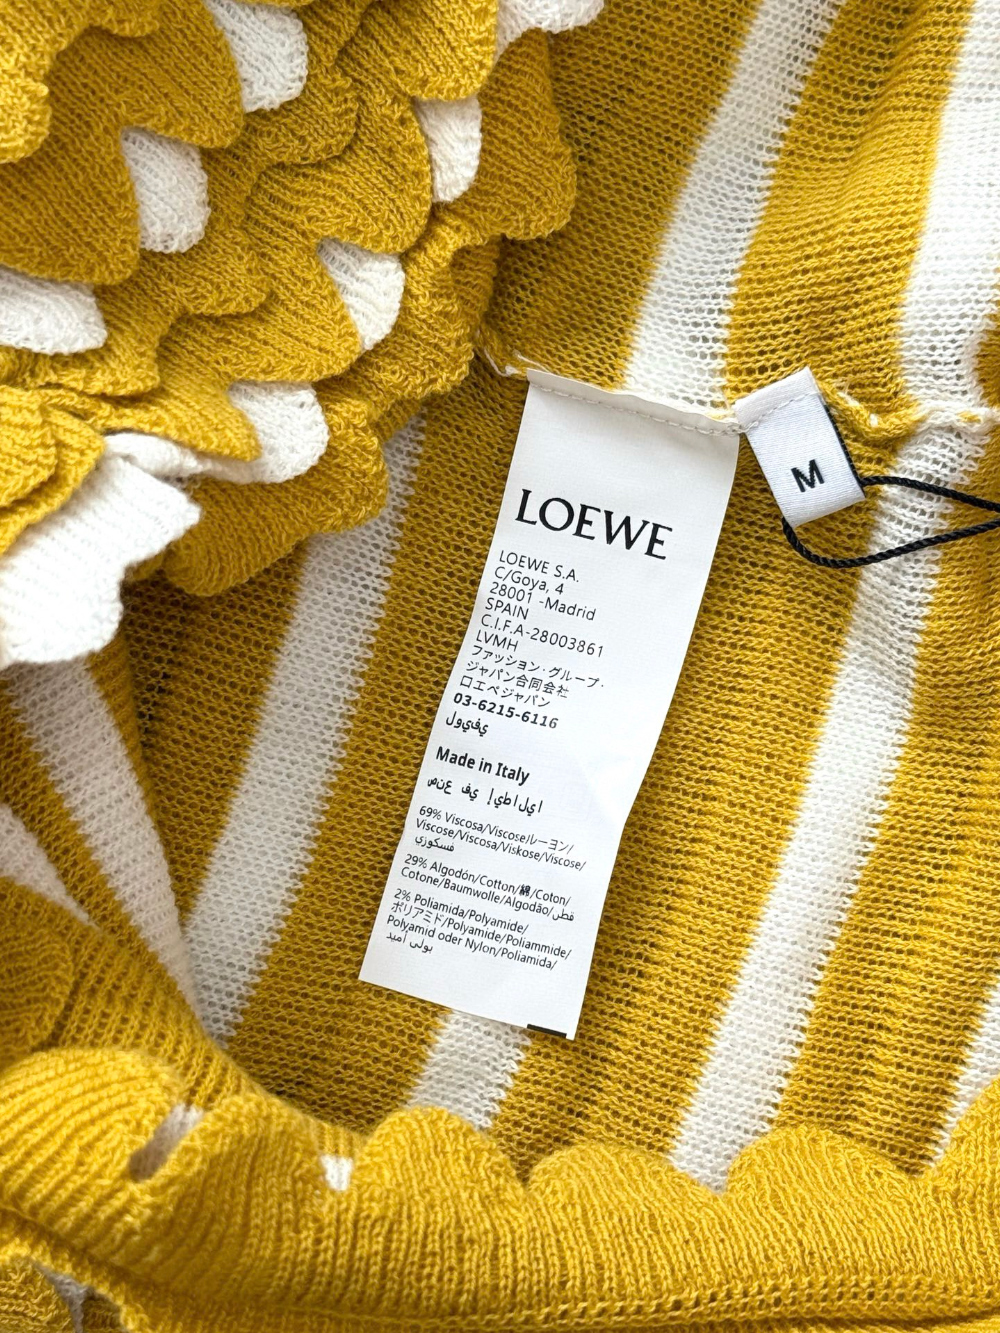 LOEWE
LOEWE S.A.
C/Goya, 4
28001 -Madrid
SPAIN
C.I.F.A-28003861
LVMH
ファッション・グループ・
ジャパン合同会社
ロエベジャパン
03-6215-6116
لويفيي
Made in Italy
صنع في إيطاليا
69% Viscosa/Viscose/レーヨン/
Viscose/Viscosa/Viskose/Viscose/
فسكوزي
29% Algodón/Cotton/綿/Coton/
Cotone/Baumwolle/Algodão/قطن
2% Poliamida/Polyamide/
ポリアミド/Polyamide/Poliammide/
Polyamid oder Nylon/Poliamida/
بولی أميد
M